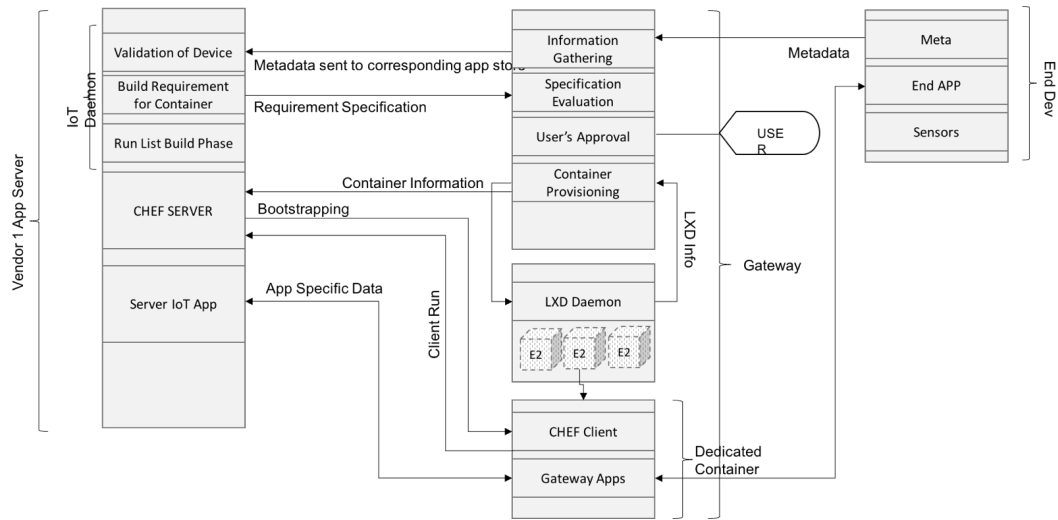 Vendor 1 App Server
IoT
Daemon
Validation of Device
Build Requirement
for Container
Run List Build Phase
CHEF SERVER
Server IoT App
Metadata sent to corresponding app store
Requirement Specification
Container Information
Bootstrapping
App Specific Data
Client Run
Information
Gathering
Specification
Evaluation
User's Approval
Container
Provisioning
LXD Info
LXD Daemon
E2
E2
E2
CHEF Client
Gateway Apps
Dedicated
Container
Gateway
USE
R
Metadata
Meta
End APP
Sensors
End Dev